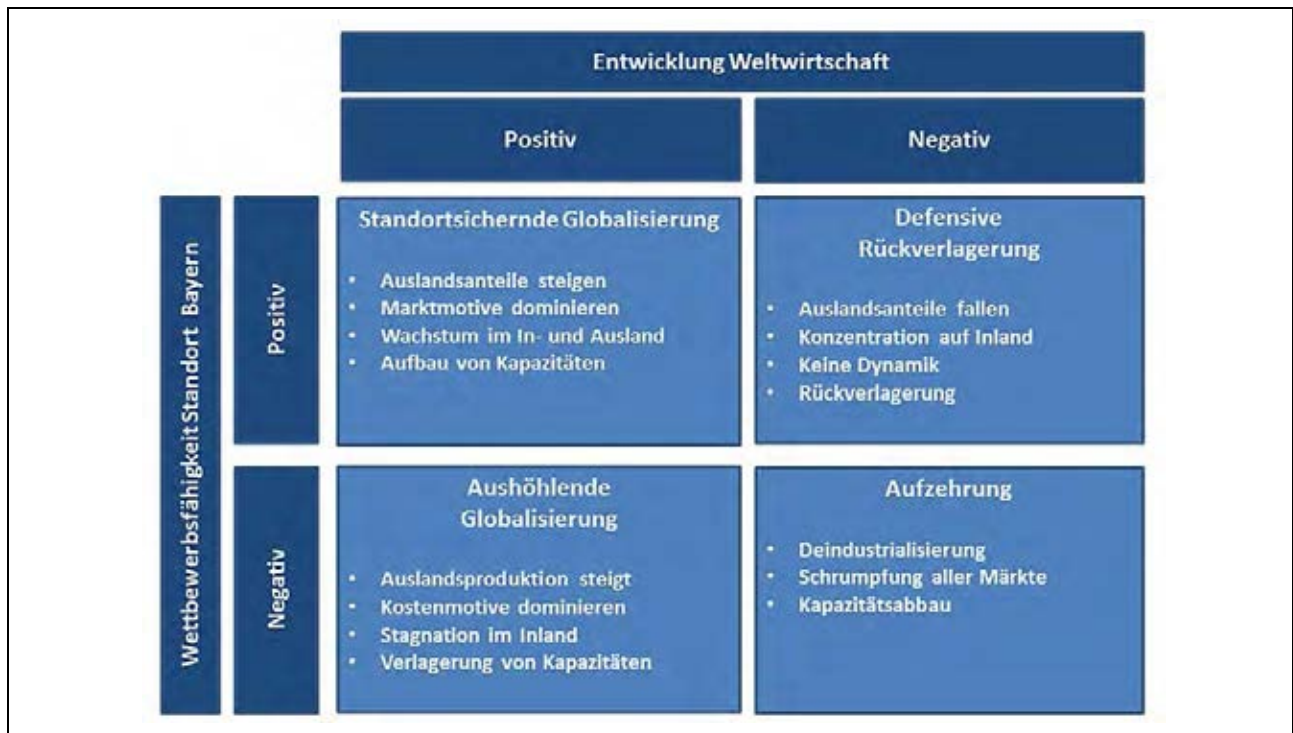 Entwicklung Weltwirtschaft
Positiv
Negativ
Wettbewerbsfähigkeit Standort Bayern
Positiv
Standortsichernde Globalisierung
• Auslandsanteile steigen
• Marktmotive dominieren
• Wachstum im In- und Ausland
• Aufbau von Kapazitäten
Defensive
Rückverlagerung
• Auslandsanteile fallen
• Konzentration auf Inland
• Keine Dynamik
• Rückverlagerung
Negativ
Aushöhlende
Globalisierung
• Auslandsproduktion steigt
• Kostenmotive dominieren
• Stagnation im Inland
• Verlagerung von Kapazitäten
Aufzehrung
• Deindustrialisierung
• Schrumpfung aller Märkte
• Kapazitätsabbau